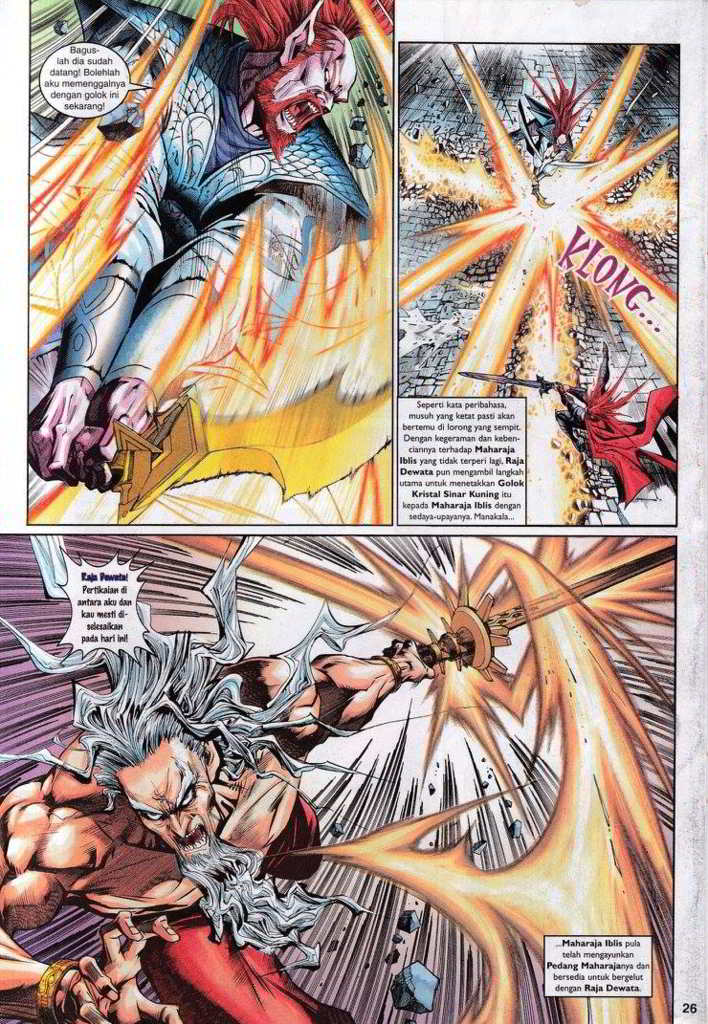 Bagus-
lah dia sudah
datang! Bolehlah
aku memenggalnya
dengan golok ini
sekarang!
KLONG...
Seperti kata peribahasa,
musuh yang ketat pasti akan
bertemu di lorong yang sempit.
Dengan kegeraman dan keben-
ciannya terhadap Maharaja
Iblis yang tidak terperi lagi, Raja
Dewata pun mengambil langkah
utama untuk menetakkan Golok
Kristal Sinar Kuning itu
kepada Maharaja Iblis dengan
sedaya-upayanya. Manakala...
Raja Dewata!
Pertikaian di
antara aku dan
kau mesti di-
selesaikan
pada hari ini!
...Maharaja Iblis pula
telah mengayunkan
Pedang Maharajanya dan
bersedia untuk bergelut
dengan Raja Dewata.
26